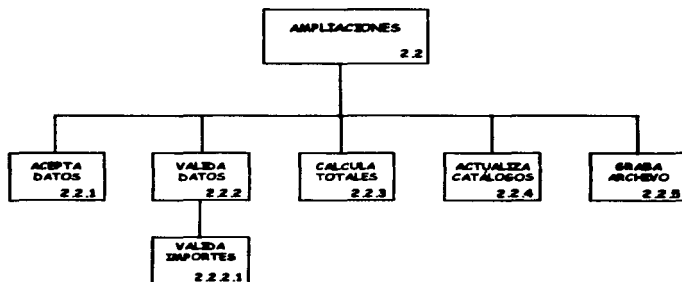 AMPLIACIONES
2.2
ACEPTA
DATOS
2.2.1
VALIDA
DATOS
2.2.2
CALCULA
TOTALES
2.2.3
ACTUALIZA
CATÁLOGOS
2.2.4
GRABA
ARCHIVO
2.2.5
VALIDA
IMPORTES
2.2.2.1